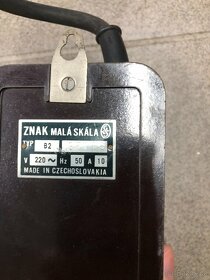 ZNAK MALÁ SKÁLA
TYP B2
V 220 ~ Hz 50 A 10
MADE IN CZECHOSLOVAKIA